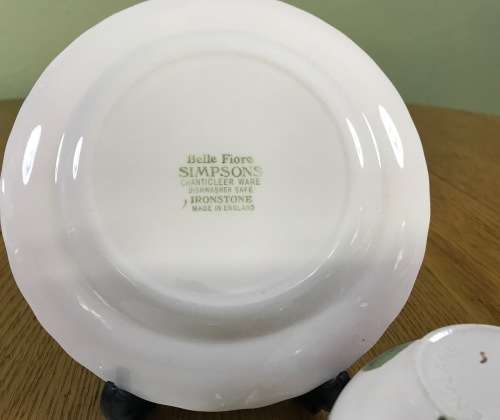 Belle Fiore
SIMPSONS
CHANTICLEER WARE
DISHWASHER SAFE
IRONSTONE
MADE IN ENGLAND